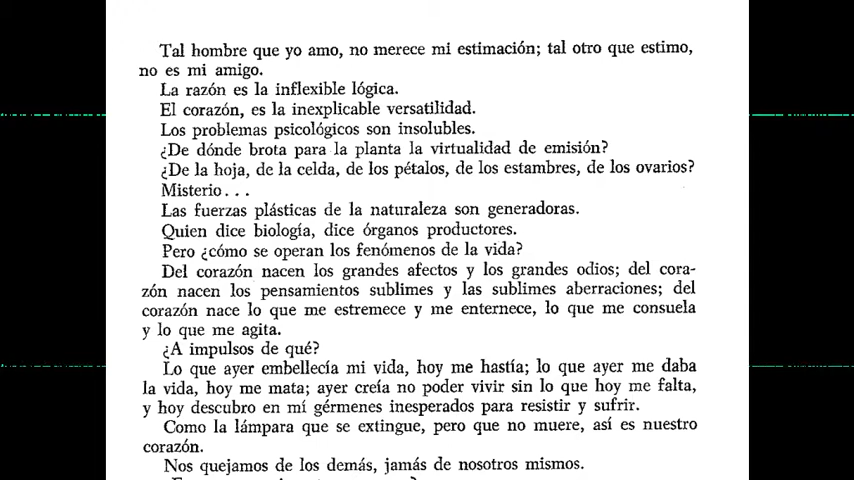 Tal hombre que yo amo, no merece mi estimación; tal otro que estimo,
no es mi amigo.
La razón es la inflexible lógica.
El corazón, es la inexplicable versatilidad.
Los problemas psicológicos son insolubles.
¿De dónde brota para la planta la virtualidad de emisión?
¿De la hoja, de la celda, de los pétalos, de los estambres, de los ovarios?
Misterio...
Las fuerzas plásticas de la naturaleza son generadoras.
Quien dice biología, dice órganos productores.
Pero ¿cómo se operan los fenómenos de la vida?
Del corazón nacen los grandes afectos y los grandes odios; del cora-
zón nacen los pensamientos sublimes y las sublimes aberraciones; del
corazón nace lo que me estremece y me enternece, lo que me consuela
y lo que me agita.
¿A impulsos de qué?
Lo que ayer embellecía mi vida, hoy me hastía; lo que ayer me daba
la vida, hoy me mata; ayer creía no poder vivir sin lo que hoy me falta,
y hoy descubro en mí gérmenes inesperados para resistir y sufrir.
Como la lámpara que se extingue, pero que no muere, así es nuestro
corazón.
Nos quejamos de los demás, jamás de nosotros mismos.